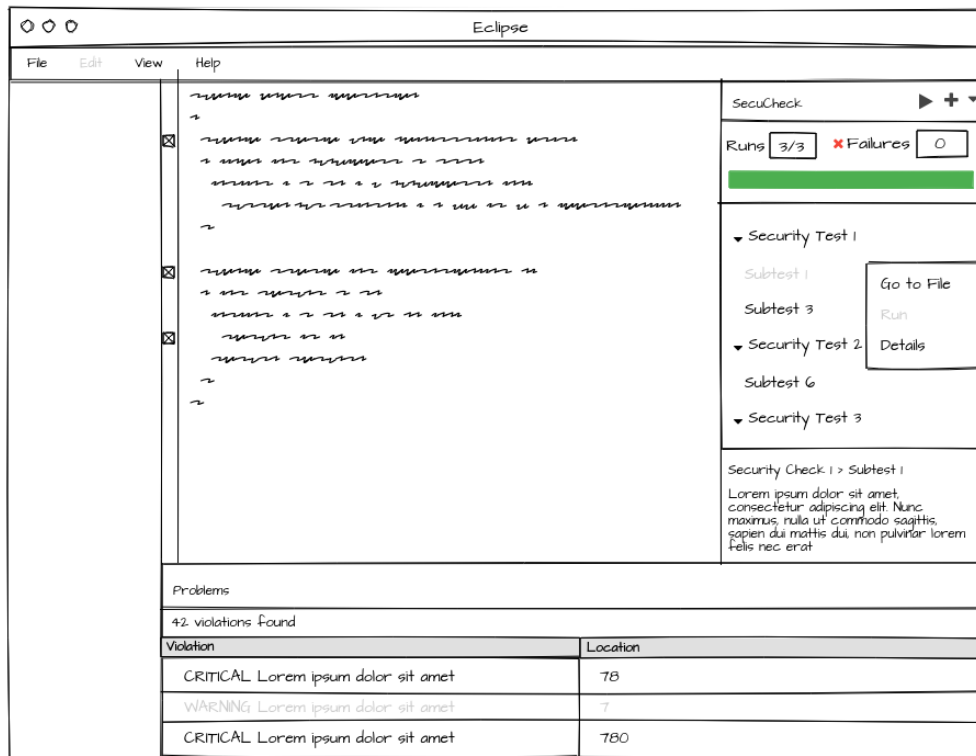 Eclipse
File Edit View Help
SecuCheck
Runs 3/3 Failures 0
Security Test 1
Subtest 1
Go to File
Subtest 3
Run
Security Test 2
Details
Subtest 6
Security Test 3
Security Check 1 > Subtest 1
Lorem ipsum dolor sit amet,
consectetur adipiscing elit. Nunc
maximus, nulla ut commodo sagittis,
sapien dui mattis dui, non pulvinar lorem
felis nec erat
Problems
42 violations found
Violation Location
CRITICAL Lorem ipsum dolor sit amet 78
WARNING Lorem ipsum dolor sit amet 7
CRITICAL Lorem ipsum dolor sit amet 780